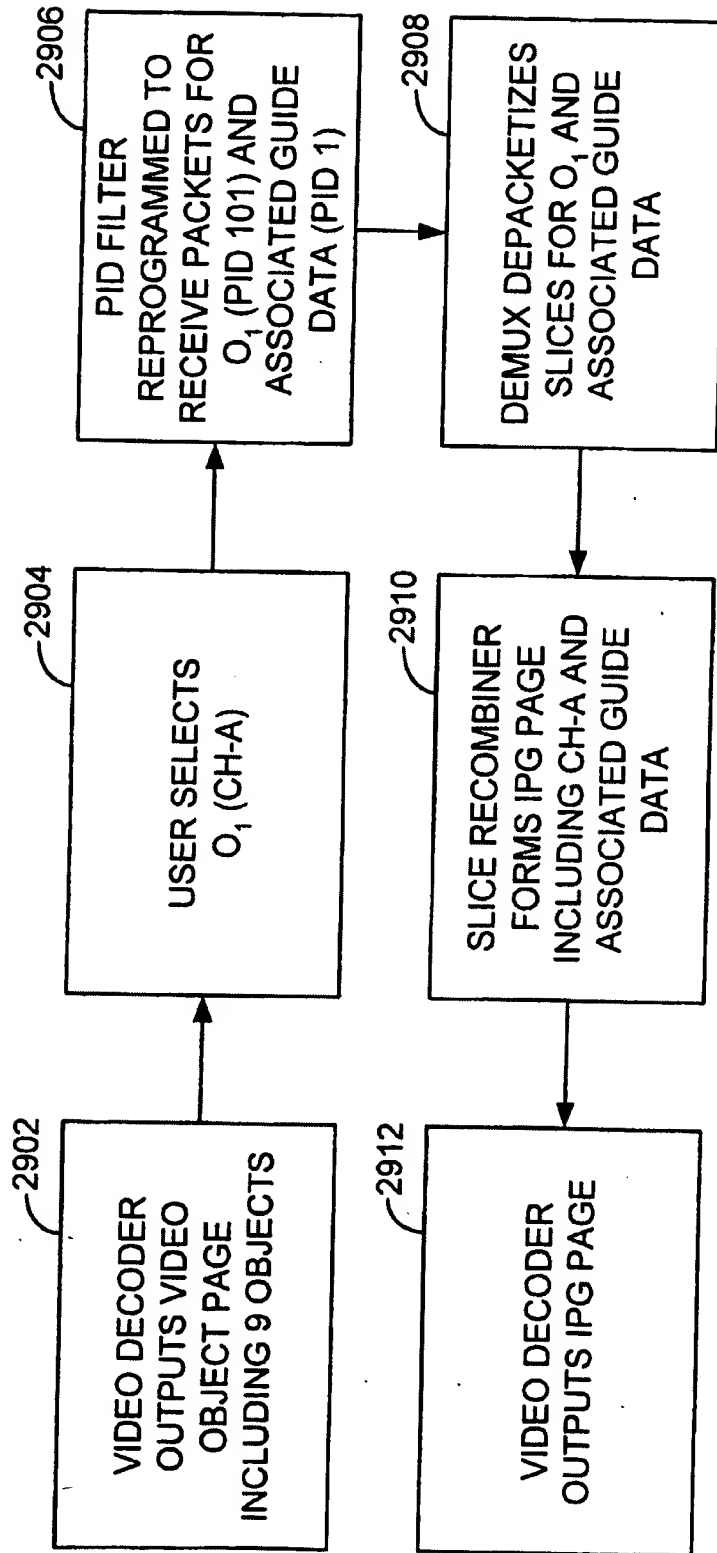 2902
VIDEO DECODER
OUTPUTS VIDEO
OBJECT PAGE
INCLUDING 9 OBJECTS
2904
USER SELECTS
O₁ (CH-A)
2906
PID FILTER
REPROGRAMMED TO
RECEIVE PACKETS FOR
O₁ (PID 101) AND
ASSOCIATED GUIDE
DATA (PID 1)
2908
DEMUX DEPACKETIZES
SLICES FOR O₁ AND
ASSOCIATED GUIDE
DATA
2910
SLICE RECOMBINER
FORMS IPG PAGE
INCLUDING CH-A AND
ASSOCIATED GUIDE
DATA
2912
VIDEO DECODER
OUTPUTS IPG PAGE